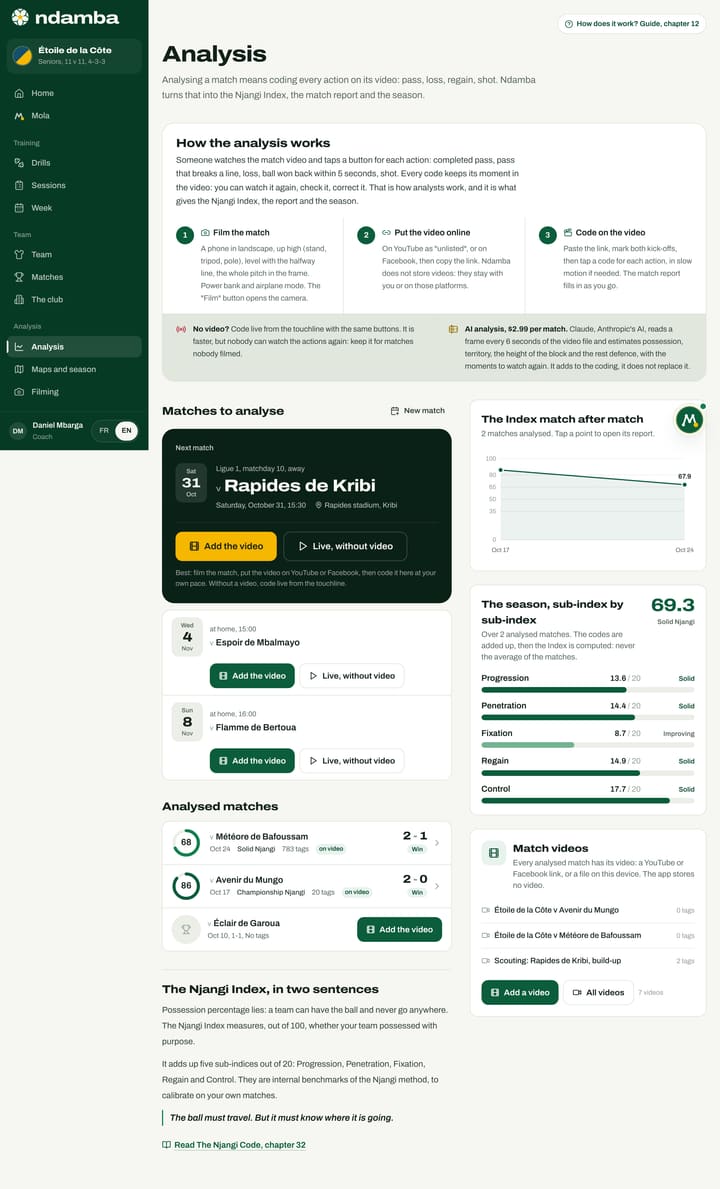 ndamba
Étoile de la Côte
Seniors, 11 v 11, 4-3-3
Home
Mola
Training
Drills
Sessions
Week
Team
Team
Matches
The club
Analysis
Analysis
Maps and season
Filming
DM
Daniel Mbarga
Coach
FR
EN
How does it work? Guide, chapter 12
Analysis
Analysing a match means coding every action on its video: pass, loss, regain, shot. Ndamba
turns that into the Njangi Index, the match report and the season.
How the analysis works
Someone watches the match video and taps a button for each action: completed pass, pass
that breaks a line, loss, ball won back within 5 seconds, shot. Every code keeps its moment in
the video: you can watch it again, check it, correct it. That is how analysts work, and it is what
gives the Njangi Index, the report and the season.
1
Film the match
A phone in landscape, up high (stand,
tripod, pole), level with the halfway
line, the whole pitch in the frame.
Power bank and airplane mode. The
"Film" button opens the camera.
2
Put the video online
On YouTube as "unlisted", or on
Facebook, then copy the link. Ndamba
does not store videos: they stay with
you or on those platforms.
3
Code on the video
Paste the link, mark both kick-offs,
then tap a code for each action, in slow
motion if needed. The match report
fills in as you go.
No video? Code live from the touchline with the same buttons. It is
faster, but nobody can watch the actions again: keep it for matches
nobody filmed.
AI analysis, $2.99 per match. Claude, Anthropic's AI, reads a
frame every 6 seconds of the video file and estimates possession,
territory, the height of the block and the rest defence, with the
moments to watch again. It adds to the coding, it does not replace it.
Matches to analyse
New match
Next match
Sat
31
Oct
Ligue 1, matchday 10, away
v Rapides de Kribi
Saturday, October 31, 15:30
Rapides stadium, Kribi
Add the video
Live, without video
Best: film the match, put the video on YouTube or Facebook, then code it here at your
own pace. Without a video, code live from the touchline.
Wed
4
Nov
at home, 15:00
v Espoir de Mbalmayo
Add the video
Live, without video
Sun
8
Nov
at home, 16:00
v Flamme de Bertoua
Add the video
Live, without video
Analysed matches
68
v Météore de Bafoussam
Oct 24 Solid Njangi 783 tags on video
2 - 1
Win
86
v Avenir du Mungo
Oct 17 Championship Njangi 20 tags on video
2 - 0
Win
v Éclair de Garoua
Oct 10, 1-1, No tags
Add the video
The Njangi Index, in two sentences
Possession percentage lies: a team can have the ball and never go anywhere.
The Njangi Index measures, out of 100, whether your team possessed with
purpose.
It adds up five sub-indices out of 20: Progression, Penetration, Fixation,
Regain and Control. They are internal benchmarks of the Njangi method, to
calibrate on your own matches.
The ball must travel. But it must know where it is going.
Read The Njangi Code, chapter 32
The Index match after match
2 matches analysed. Tap a point to open its report.
100
80
65
50
35
0
67.9
Oct 17
Oct 24
The season, sub-index by
sub-index
69.3
Solid Njangi
Over 2 analysed matches. The codes are
added up, then the Index is computed: never
the average of the matches.
Progression 13.6 / 20 Solid
Penetration 14.4 / 20 Solid
Fixation 8.7 / 20 Improving
Regain 14.9 / 20 Solid
Control 17.7 / 20 Solid
Match videos
Every analysed match has its video: a YouTube or
Facebook link, or a file on this device. The app stores
no video.
Étoile de la Côte v Avenir du Mungo 0 tags
Étoile de la Côte v Météore de Bafoussam 0 tags
Scouting: Rapides de Kribi, build-up 2 tags
Add a video
All videos
7 videos